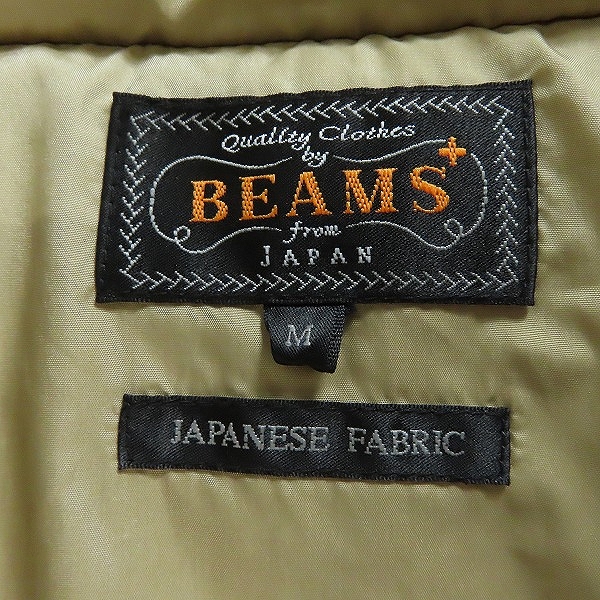 Quality Clothes
by
BEAMS+
from
JAPAN
M
JAPANESE FABRIC